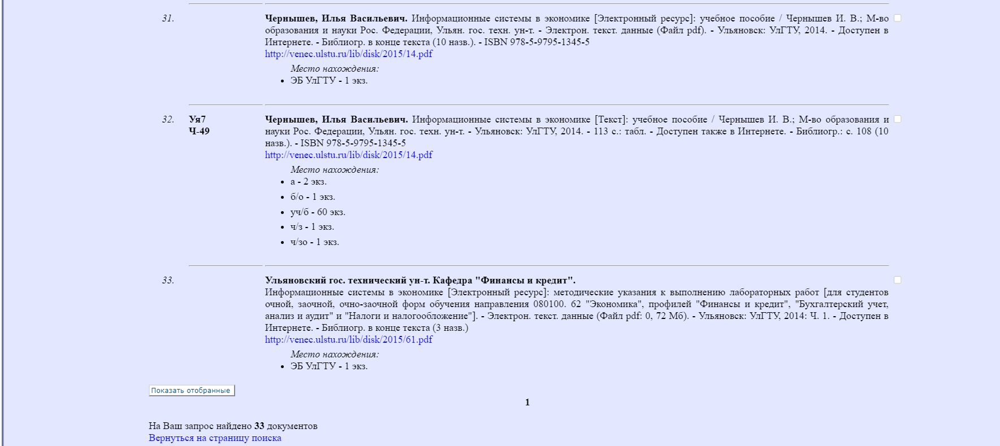 31.
Чернышев, Илья Васильевич. Информационные системы в экономике [Электронный ресурс]: учебное пособие / Чернышев И. В.; М-во
образования и науки Рос. Федерации, Ульян. гос. техн. ун-т. - Электрон. текст. данные (Файл pdf). - Ульяновск: УлГТУ, 2014. - Доступен в
Интернете. - Библиогр. в конце текста (10 назв.). - ISBN 978-5-9795-1345-5
http://venec.ulstu.ru/lib/disk/2015/14.pdf
Место нахождения:
• ЭБ УлГТУ - 1 экз.
32.
Уя7
Ч-49
Чернышев, Илья Васильевич. Информационные системы в экономике [Текст]: учебное пособие / Чернышев И. В.; М-во образования и
науки Рос. Федерации, Ульян. гос. техн. ун-т. - Ульяновск: УлГТУ, 2014. - 113 с.: табл. - Доступен также в Интернете. - Библиогр.: с. 108 (10
назв.). - ISBN 978-5-9795-1345-5
http://venec.ulstu.ru/lib/disk/2015/14.pdf
Место нахождения:
• а - 2 экз.
• б/о - 1 экз.
• уч/б - 60 экз.
• ч/з - 1 экз.
• ч/зо - 1 экз.
33.
Ульяновский гос. технический ун-т. Кафедра "Финансы и кредит".
Информационные системы в экономике [Электронный ресурс]: методические указания к выполнению лабораторных работ [для студентов
очной, заочной, очно-заочной форм обучения направления 080100. 62 "Экономика", профилей "Финансы и кредит", "Бухгалтерский учет,
анализ и аудит" и "Налоги и налогообложение"]. - Электрон. текст. данные (Файл pdf: 0, 72 Мб). - Ульяновск: УлГТУ, 2014: Ч. 1. - Доступен в
Интернете. - Библиогр. в конце текста (3 назв.)
http://venec.ulstu.ru/lib/disk/2015/61.pdf
Место нахождения:
• ЭБ УлГТУ - 1 экз.
Показать отобранные
1
На Ваш запрос найдено 33 документов
Вернуться на страницу поиска